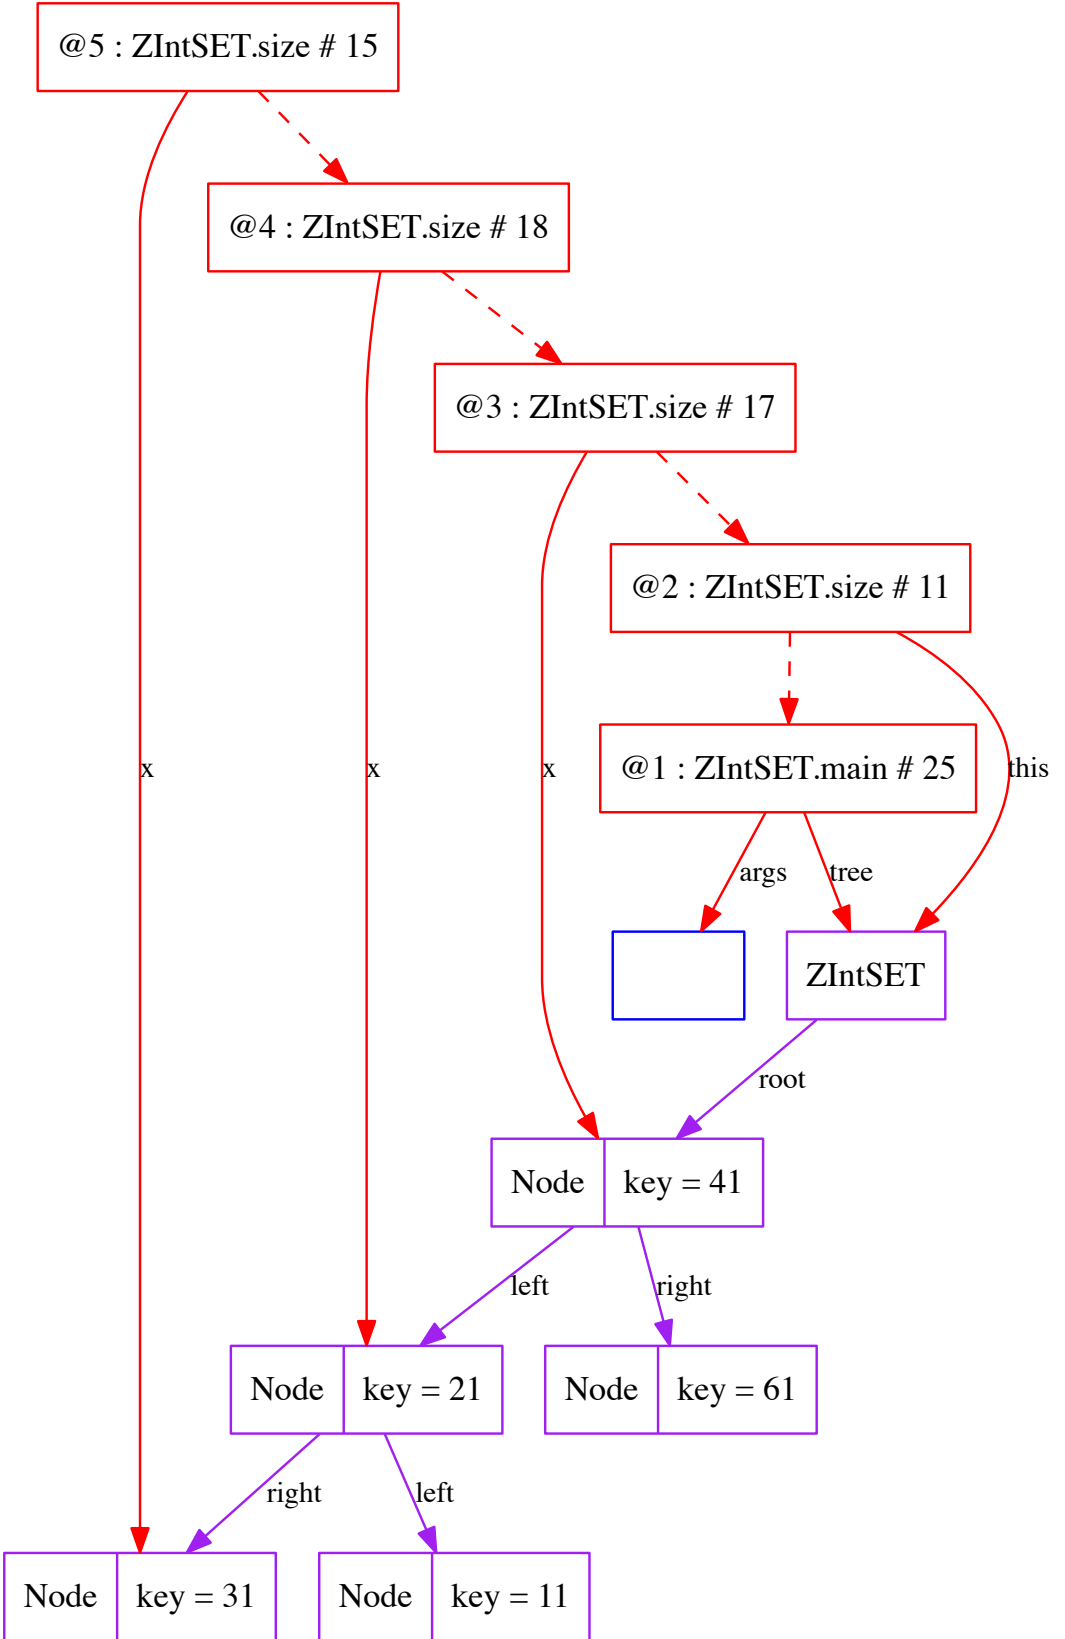 @5 : ZIntSET.size # 15
@4 : ZIntSET.size # 18
@3 : ZIntSET.size # 17
@2 : ZIntSET.size # 11
@1 : ZIntSET.main # 25
x
x
x
this
args
tree
ZIntSET
root
Node key = 41
left
right
Node key = 21
Node key = 61
right
left
Node key = 31
Node key = 11